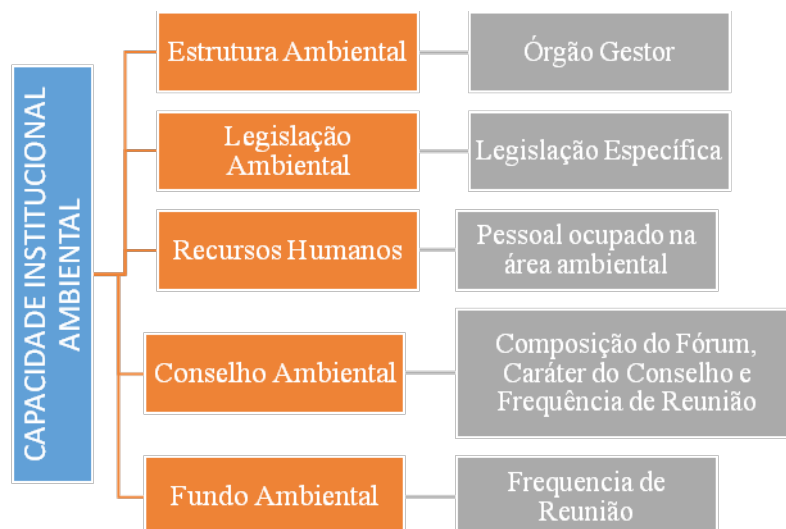 CAPACIDADE INSTITUCIONAL
AMBIENTAL
Estrutura Ambiental
Órgão Gestor
Legislação
Ambiental
Legislação Específica
Recursos Humanos
Pessoal ocupado na
área ambiental
Conselho Ambiental
Composição do Fórum,
Caráter do Conselho e
Frequência de Reunião
Fundo Ambiental
Frequencia de
Reunião